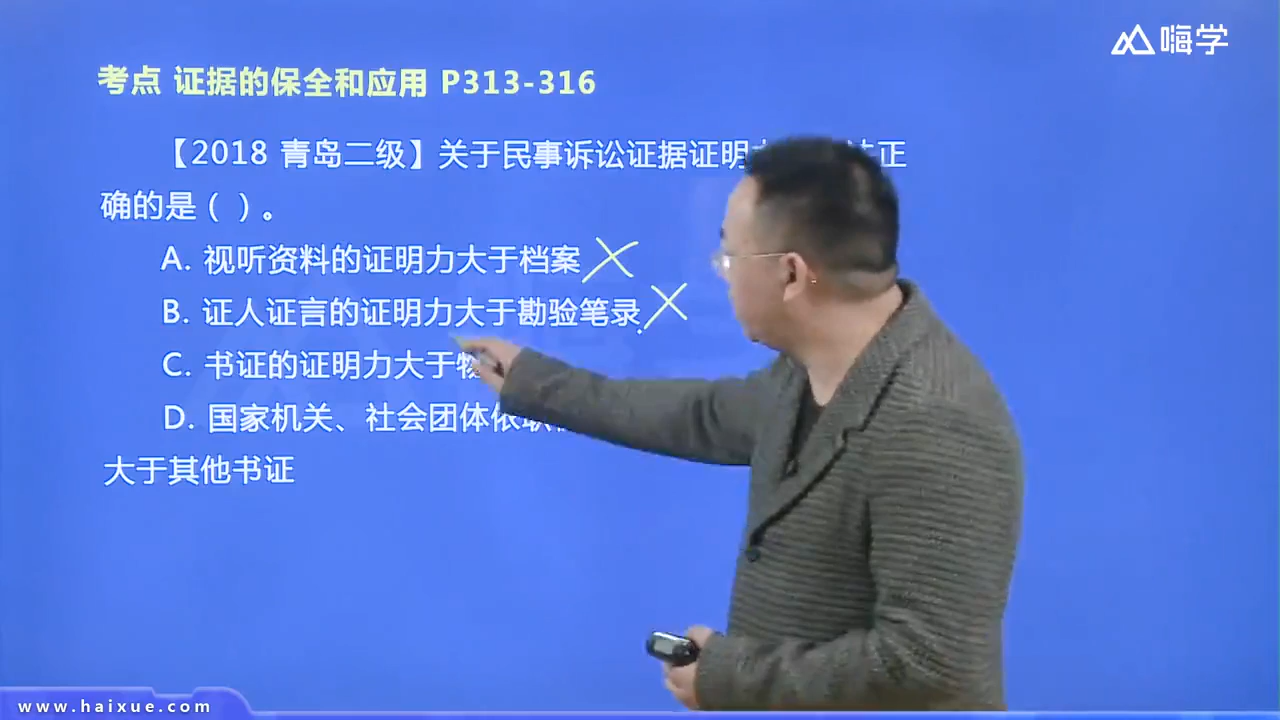 嗨学
考点 证据的保全和应用 P313-316
【2018 青岛二级】关于民事诉讼证据证明 法正
确的是（ ）。
A. 视听资料的证明力大于档案
B. 证人证言的证明力大于勘验笔录
C. 书证的证明力大于物
D. 国家机关、社会团体依职
大于其他书证
www.haixue.com